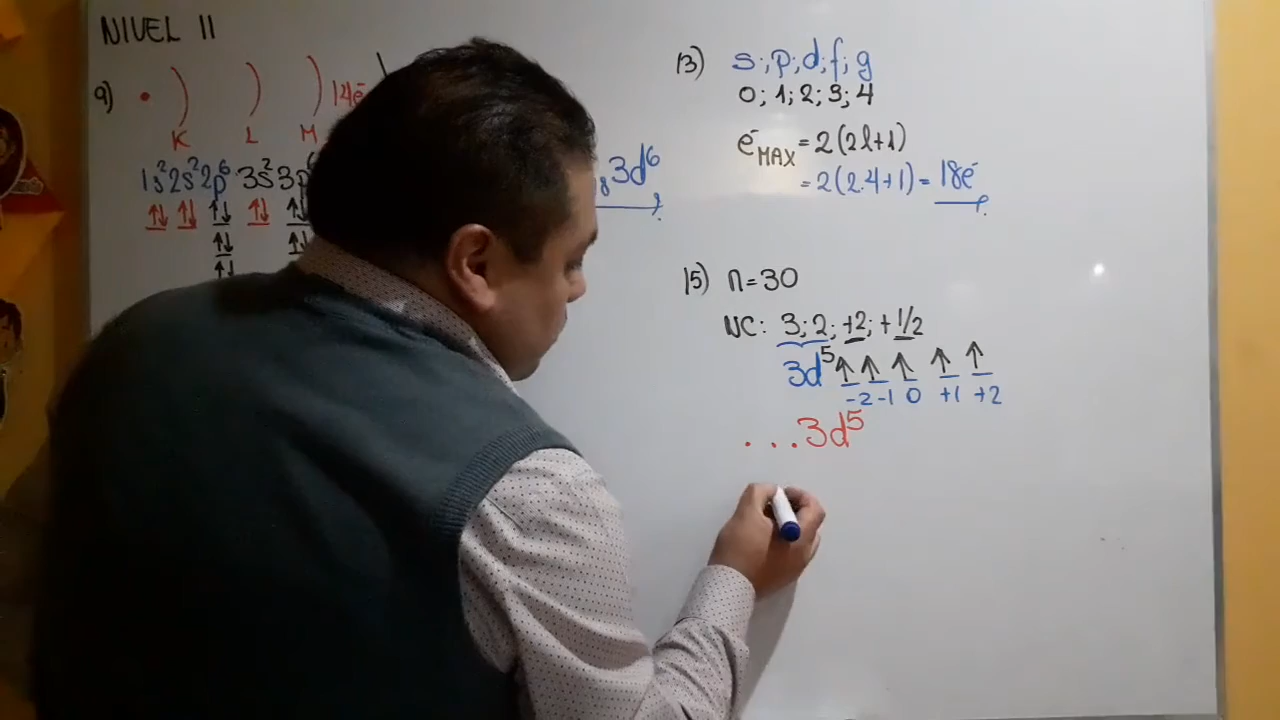 NIVEL II
9) • ) ) ) 14e⁻
K L M
1s² 2s² 2p⁶ 3s² 3p⁶
3d⁶
13) s; p; d; f; g
0; 1; 2; 3; 4
e⁻MAX = 2(2l+1)
= 2(2.4+1) = 18e⁻
15) n=30
NC: 3; 2; +2; +1/2
3d⁵ ↑ ↑ ↑ ↑ ↑
-2 -1 0 +1 +2
...3d⁵